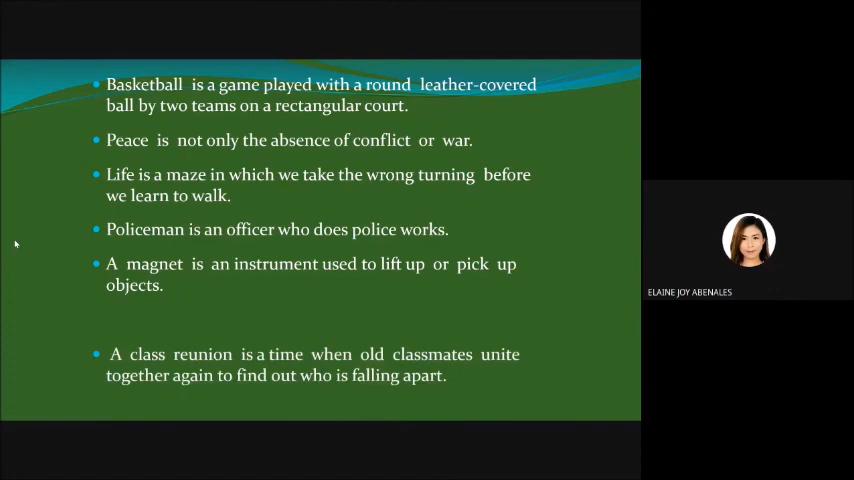 Basketball is a game played with a round leather-covered
ball by two teams on a rectangular court.
Peace is not only the absence of conflict or war.
Life is a maze in which we take the wrong turning before
we learn to walk.
Policeman is an officer who does police works.
A magnet is an instrument used to lift up or pick up
objects.
A class reunion is a time when old classmates unite
together again to find out who is falling apart.
ELAINE JOY ABENALES